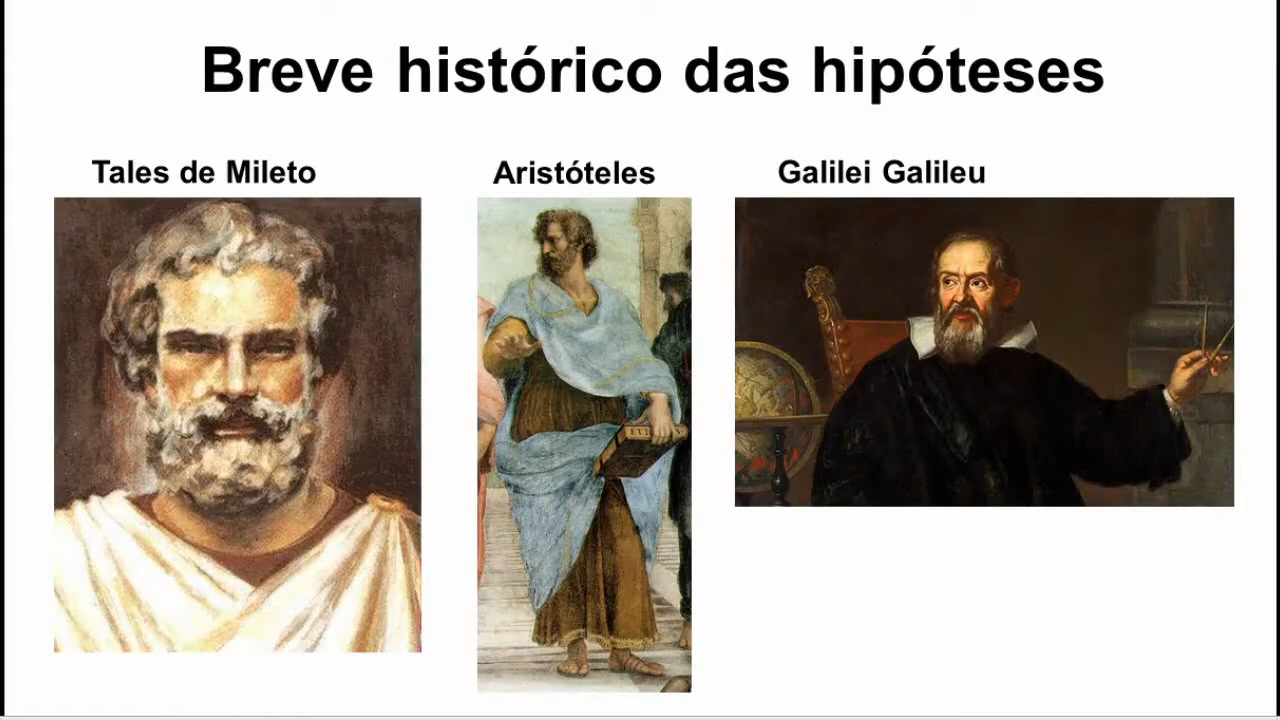 Breve histórico das hipóteses
Tales de Mileto
Aristóteles
Galilei Galileu